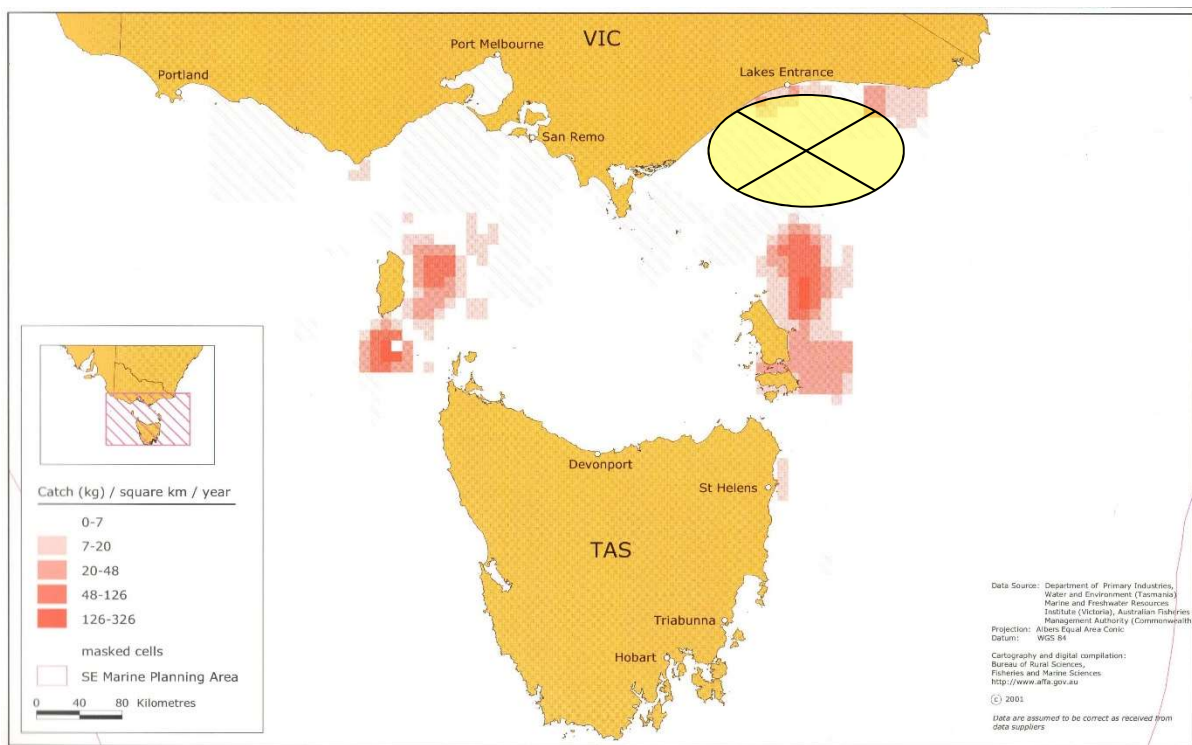 VIC
Port Melbourne
Portland
Lakes Entrance
San Remo
Devonport
St Helens
TAS
Triabunna
Hobart
Catch (kg) / square km / year
0-7
7-20
20-48
48-126
126-326
masked cells
SE Marine Planning Area
0 40 80 Kilometres
Data Source: Department of Primary Industries,
Water and Environment (Tasmania)
Marine and Freshwater Resources
Institute (Victoria), Australian Fisheries
Management Authority (Commonwealth
Projection: Albers Equal Area Conic
Datum: WGS 84
Cartography and digital compilation:
Bureau of Rural Sciences,
Fisheries and Marine Sciences
http://www.affa.gov.au
© 2001
Data are assumed to be correct as received from
data suppliers